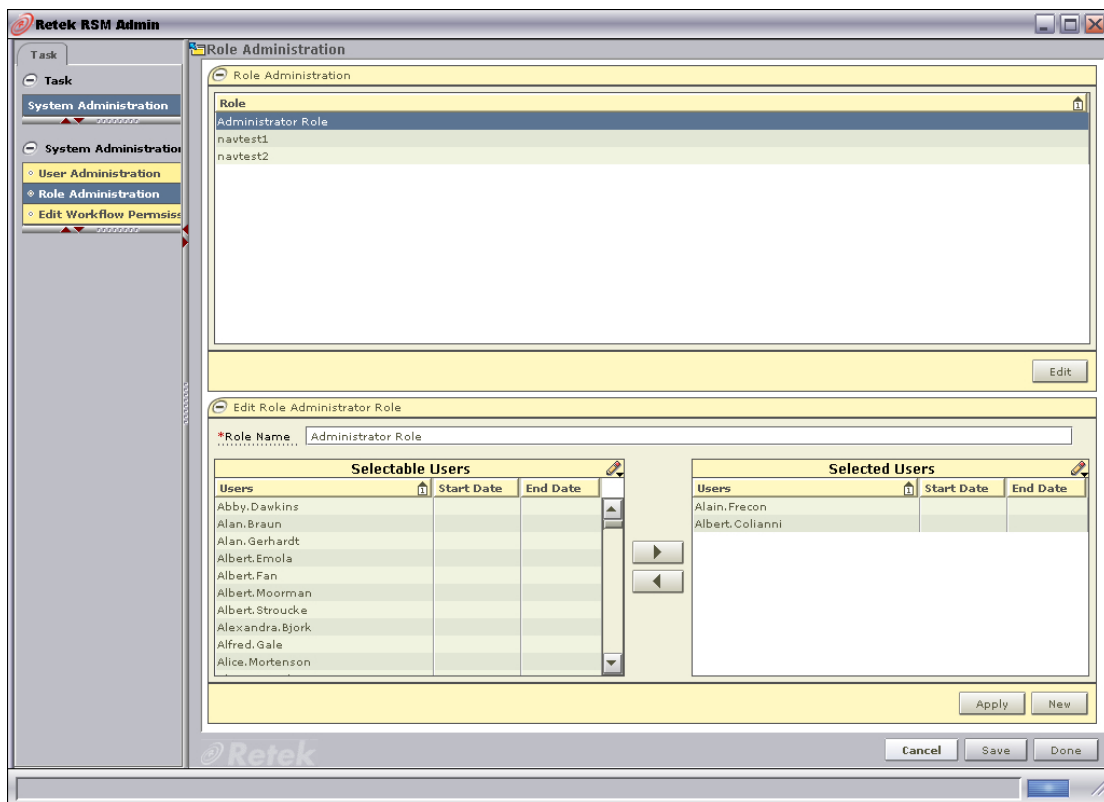 Retek RSM Admin
Task
Task
System Administration
System Administration
User Administration
Role Administration
Edit Workflow Permsiss
Role Administration
Role Administration
Role
1
Administrator Role
navtest1
navtest2
Edit
Edit Role Administrator Role
*Role Name Administrator Role
Selectable Users
Users 1 Start Date End Date
Abby.Dawkins
Alan.Braun
Alan.Gerhardt
Albert.Emola
Albert.Fan
Albert.Moorman
Albert.Stroucke
Alexandra.Bjork
Alfred.Gale
Alice.Mortenson
Selected Users
Users 1 Start Date End Date
Alain.Frecon
Albert.Colianni
Apply New
Retek
Cancel Save Done